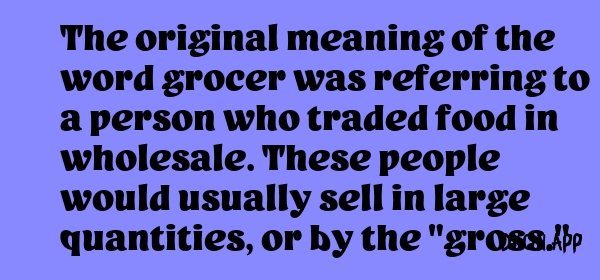 The original meaning of the
word grocer was referring to
a person who traded food in
wholesale. These people
would usually sell in large
quantities, or by the "gross."